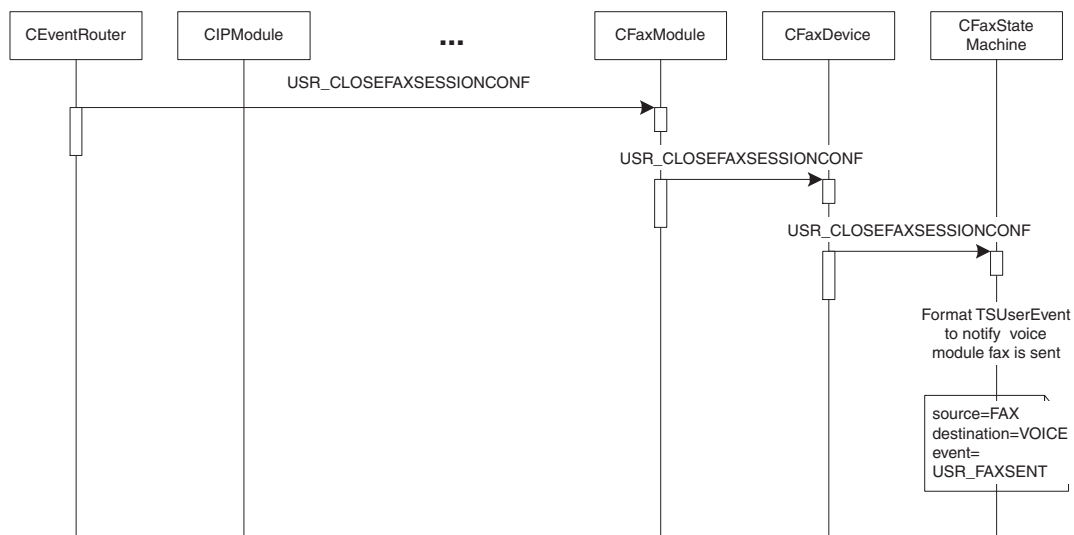 CEventRouter
CIPModule
...
CFaxModule
CFaxDevice
CFaxState
Machine
USR_CLOSEFAXSESSIONCONF
USR_CLOSEFAXSESSIONCONF
USR_CLOSEFAXSESSIONCONF
Format TSUserEvent
to notify voice
module fax is sent
source=FAX
destination=VOICE
event=
USR_FAXSENT